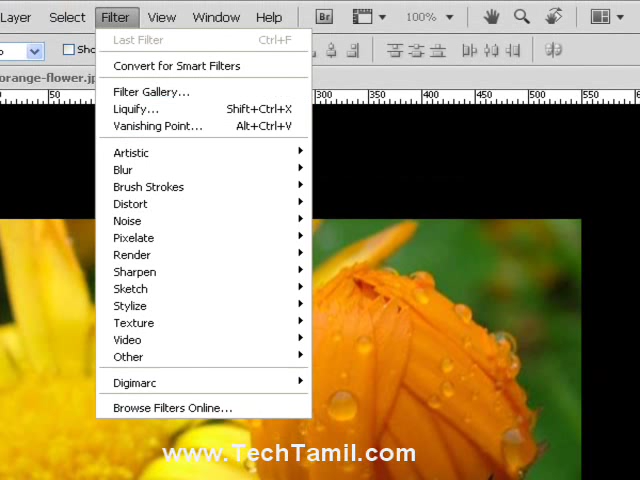 Layer Select Filter View Window Help Br 100%
Last Filter Ctrl+F
Sho
Convert for Smart Filters
orange-flower.jp
Filter Gallery...
50 300 350 400 450 500 550
Liquify... Shift+Ctrl+X
Vanishing Point... Alt+Ctrl+V
Artistic
Blur
Brush Strokes
Distort
Noise
Pixelate
Render
Sharpen
Sketch
Stylize
Texture
Video
Other
Digimarc
Browse Filters Online...
www.TechTamil.com